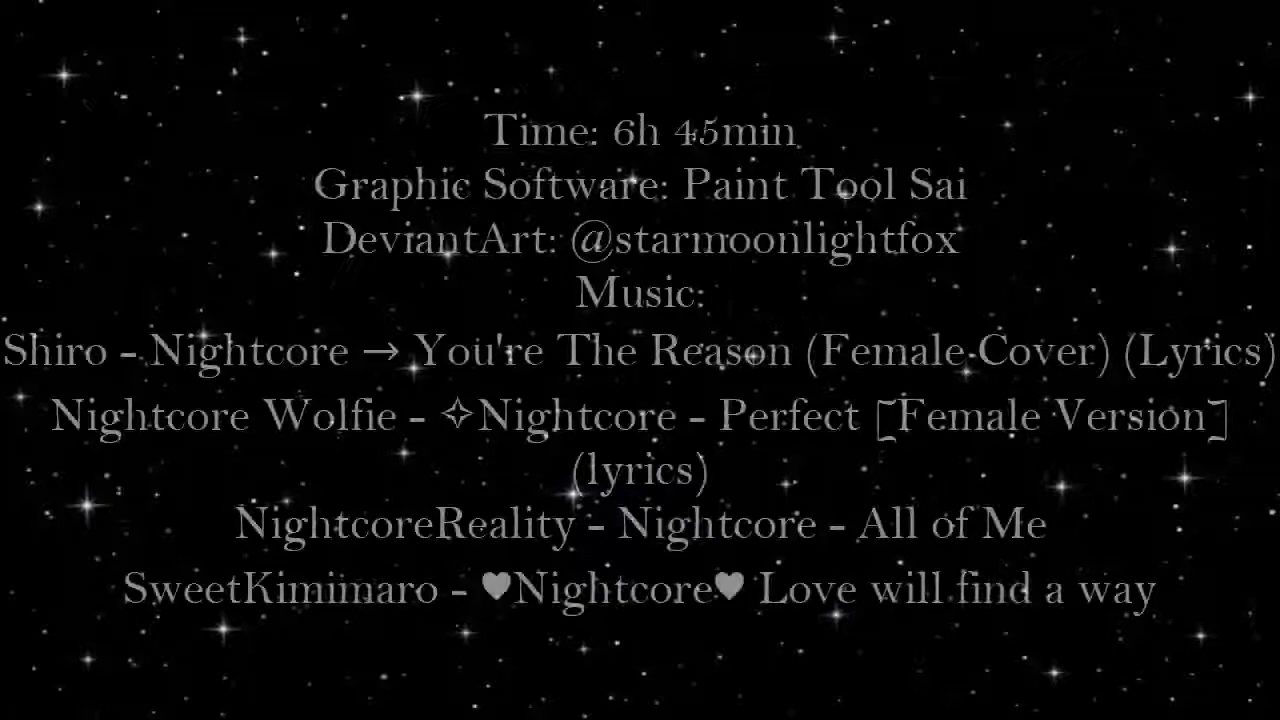 Time: 6h 45min
Graphic Software: Paint Tool Sai
DeviantArt: @starmoonlightfox
Music:
Shiro - Nightcore → You're The Reason (Female Cover) (Lyrics)
Nightcore Wolfie - ✧Nightcore - Perfect [Female Version]
(lyrics)
NightcoreReality - Nightcore - All of Me
SweetKimimaro - ♥Nightcore♥ Love will find a way